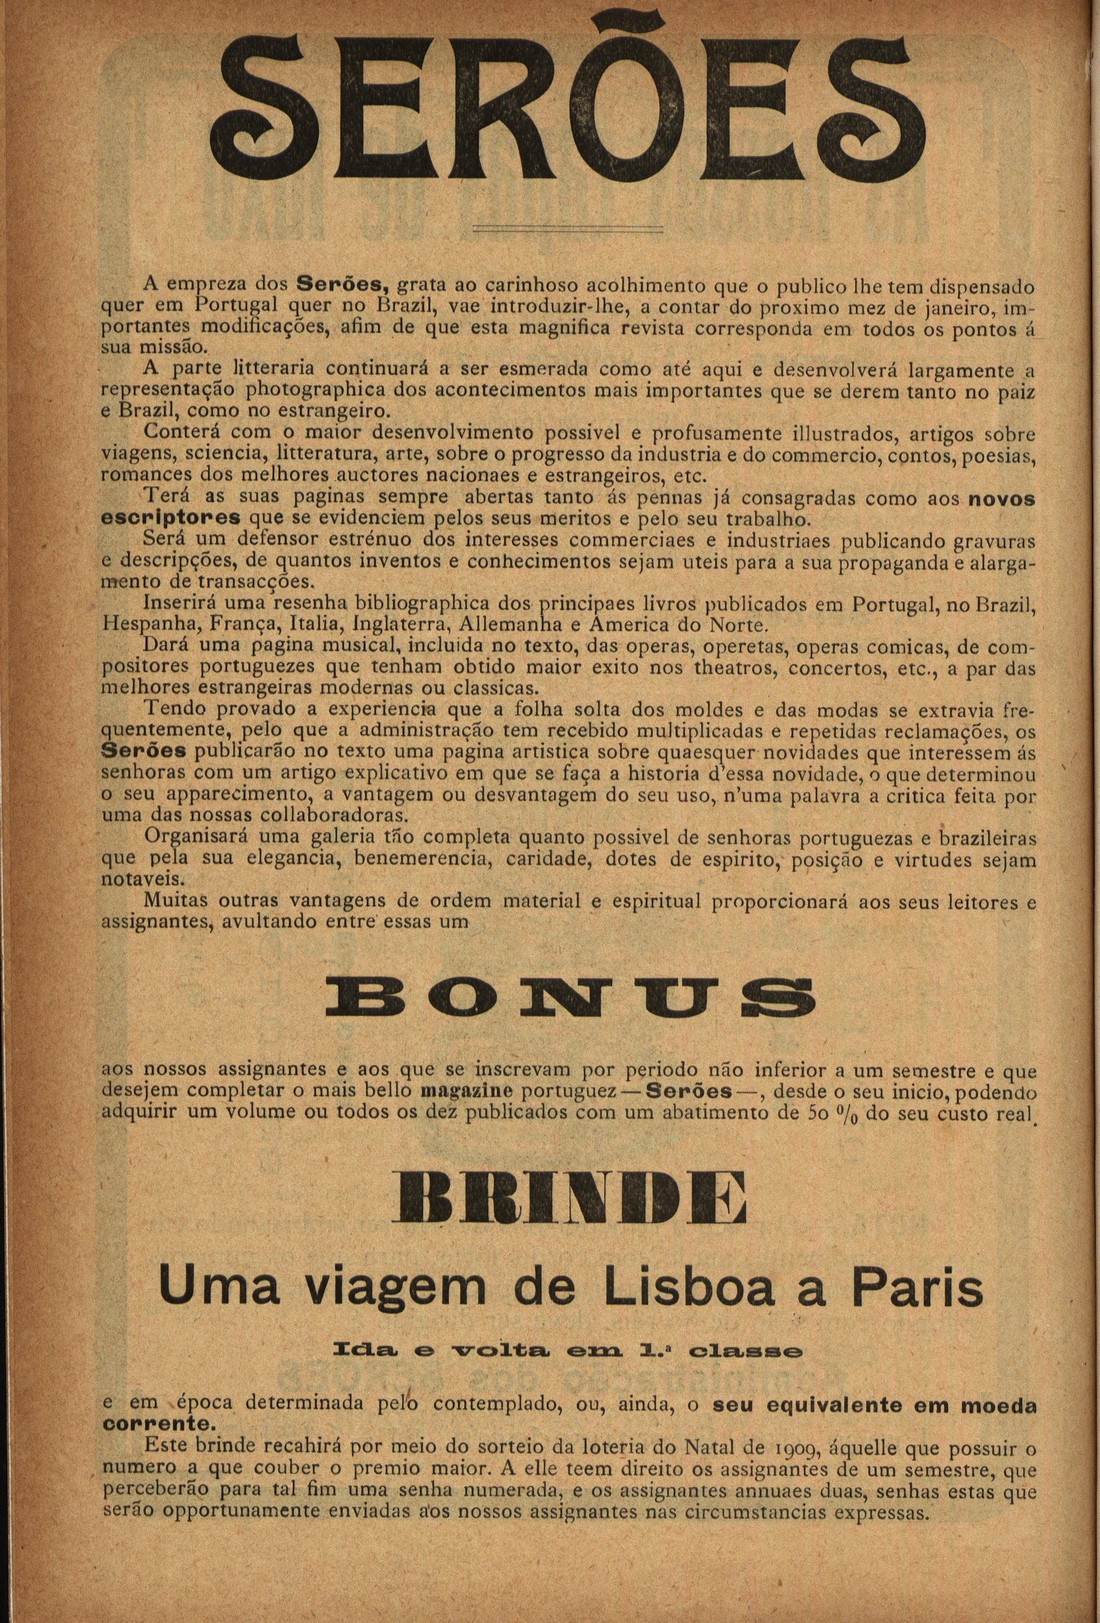 SERÕES
A empreza dos Serões, grata ao carinhoso acolhimento que o publico lhe tem dispensado
quer em Portugal quer no Brazil, vae introduzir-lhe, a contar do proximo mez de janeiro, im-
portantes modificações, afim de que esta magnifica revista corresponda em todos os pontos á
sua missão.
A parte litteraria continuará a ser esmerada como até aqui e desenvolverá largamente a
representação photographica dos acontecimentos mais importantes que se derem tanto no paiz
e Brazil, como no estrangeiro.
Conterá com o maior desenvolvimento possivel e profusamente illustrados, artigos sobre
viagens, sciencia, litteratura, arte, sobre o progresso da industria e do commercio, contos, poesias,
romances dos melhores auctores nacionaes e estrangeiros, etc.
Terá as suas paginas sempre abertas tanto ás pennas já consagradas como aos novos
escriptores que se evidenciem pelos seus meritos e pelo seu trabalho.
Será um defensor estrénuo dos interesses commerciaes e industriaes publicando gravuras
e descripções, de quantos inventos e conhecimentos sejam uteis para a sua propaganda e alarga-
mento de transacções.
Inserirá uma resenha bibliographica dos principaes livros publicados em Portugal, no Brazil,
Hespanha, França, Italia, Inglaterra, Allemanha e America do Norte.
Dará uma pagina musical, incluida no texto, das operas, operetas, operas comicas, de com-
positores portuguezes que tenham obtido maior exito nos theatros, concertos, etc., a par das
melhores estrangeiras modernas ou classicas.
Tendo provado a experiencia que a folha solta dos moldes e das modas se extravia fre-
quentemente, pelo que a administração tem recebido multiplicadas e repetidas reclamações, os
Serões publicarão no texto uma pagina artistica sobre quaesquer novidades que interessem ás
senhoras com um artigo explicativo em que se faça a historia d'essa novidade, o que determinou
o seu apparecimento, a vantagem ou desvantagem do seu uso, n'uma palavra a critica feita por
uma das nossas collaboradoras.
Organisará uma galeria tão completa quanto possivel de senhoras portuguezas e brazileiras
que pela sua elegancia, benemerencia, caridade, dotes de espirito, posição e virtudes sejam
notaveis.
Muitas outras vantagens de ordem material e espiritual proporcionará aos seus leitores e
assignantes, avultando entre essas um
BONUS
aos nossos assignantes e aos que se inscrevam por periodo não inferior a um semestre e que
desejem completar o mais bello magazine portuguez — Serões —, desde o seu inicio, podendo
adquirir um volume ou todos os dez publicados com um abatimento de 50 % do seu custo real.
BRINDE
Uma viagem de Lisboa a Paris
Ida e volta em 1.ª classe
e em época determinada pelo contemplado, ou, ainda, o seu equivalente em moeda
corrente.
Este brinde recahirá por meio do sorteio da loteria do Natal de 1909, áquelle que possuir o
numero a que couber o premio maior. A elle teem direito os assignantes de um semestre, que
perceberão para tal fim uma senha numerada, e os assignantes annuaes duas, senhas estas que
serão opportunamente enviadas aos nossos assignantes nas circumstancias expressas.